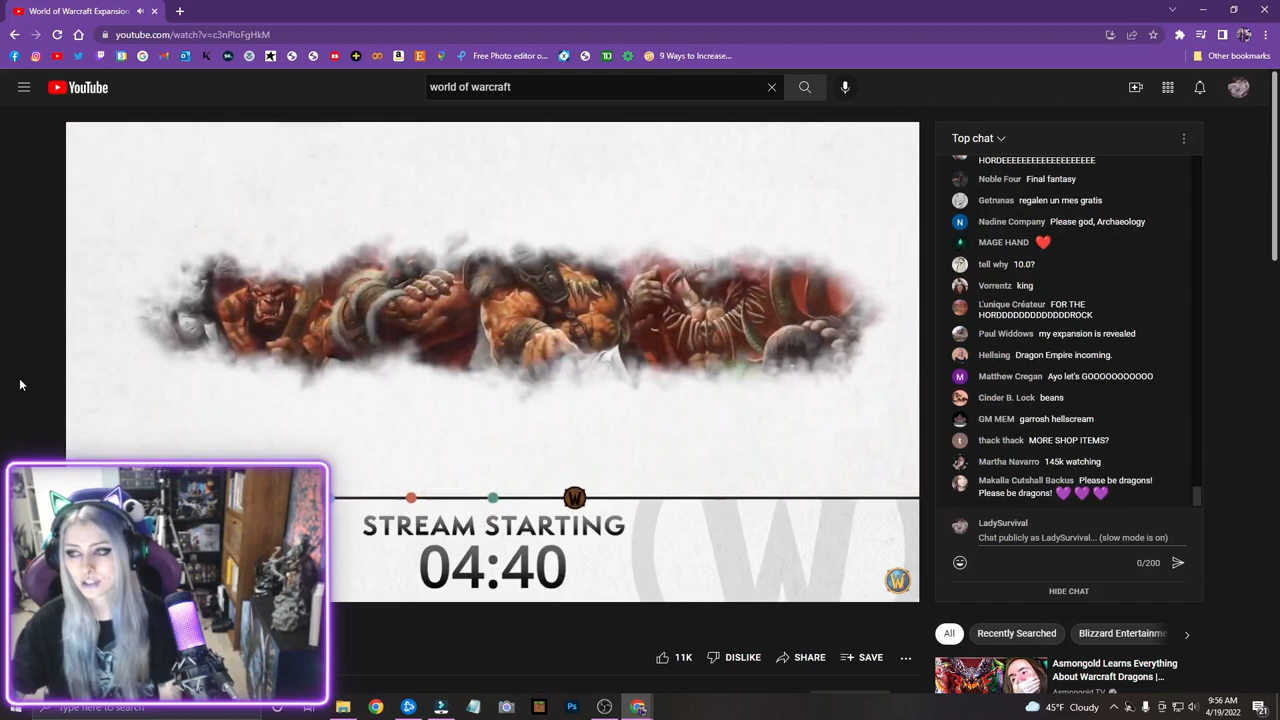 World of Warcraft Expansion
youtube.com/watch?v=c3nPIoFgHkM
Free Photo editor o...
9 Ways to Increase...
Other bookmarks
YouTube
world of warcraft
Top chat
HORDEEEEEEEEEEEEEEEEEE
Noble Four Final fantasy
Getrunas regalen un mes gratis
N
Nadine Company Please god, Archaeology
MAGE HAND
tell why 10.0?
Vorrentz king
L'unique Créateur FOR THE
HORDDDDDDDDDDDDROCK
Paul Widdows my expansion is revealed
Hellsing Dragon Empire incoming.
M
Matthew Cregan Ayo let's GOOOOOOOOOOO
Cinder B. Lock beans
GM MEM garrosh hellscream
t
thack thack MORE SHOP ITEMS?
Martha Navarro 145k watching
Makalla Cutshall Backus Please be dragons!
Please be dragons!
LadySurvival
Chat publicly as LadySurvival... (slow mode is on)
0/200
HIDE CHAT
W
STREAM STARTING
04:40
W
All
Recently Searched
Blizzard Entertainme
11K
DISLIKE
SHARE
SAVE
Asmongold Learns Everything
About Warcraft Dragons |...
Asmongold TV
Type here to search
45°F Cloudy
9:56 AM
4/19/2022